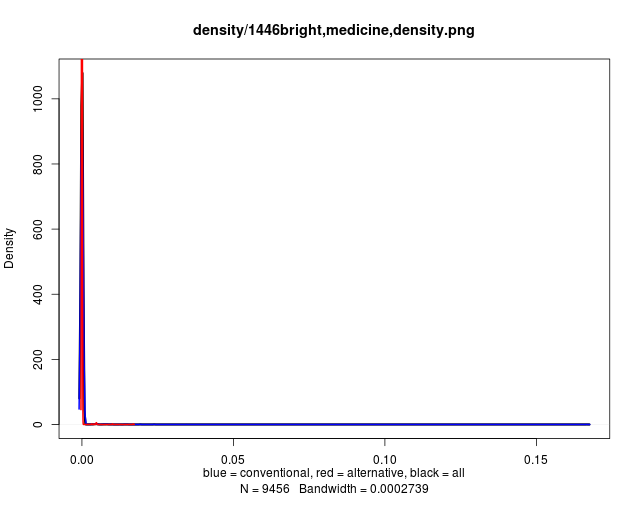 density/1446bright,medicine,density.png
Density
1000
800
600
400
200
0
0.00 0.05 0.10 0.15
blue = conventional, red = alternative, black = all
N = 9456 Bandwidth = 0.0002739